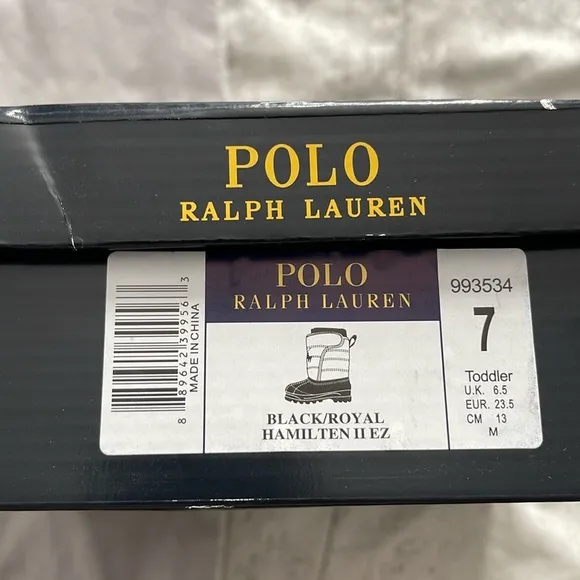 POLO
RALPH LAUREN
8 89642 39956 3
MADE IN CHINA
POLO
RALPH LAUREN
BLACK/ROYAL
HAMILTEN II EZ
993534
7
Toddler
U.K. 6.5
EUR. 23.5
CM 13
M